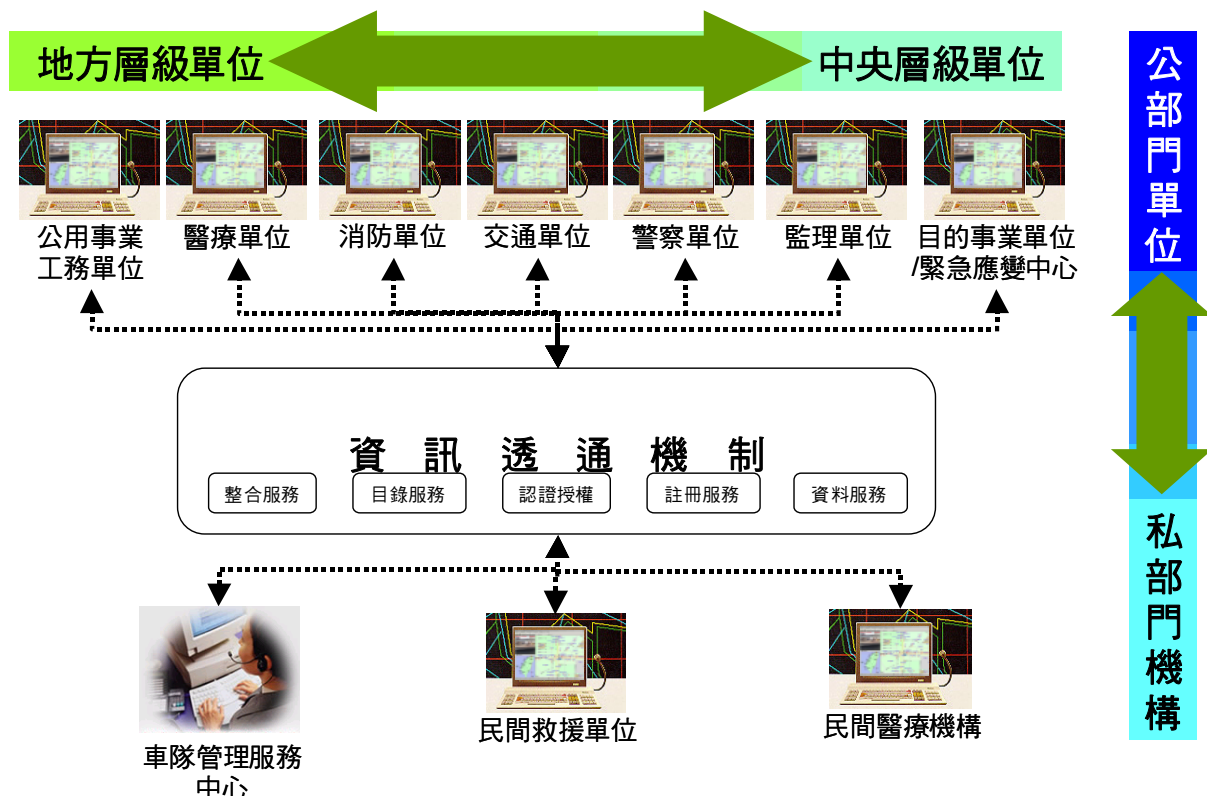 地方層級單位
中央層級單位
公用事業
工務單位
醫療單位
消防單位
交通單位
警察單位
監理單位
目的事業單位
/緊急應變中心
資訊透通機制
整合服務
目錄服務
認證授權
註冊服務
資料服務
車隊管理服務
中心
民間救援單位
民間醫療機構
公部門單位
私部門機構